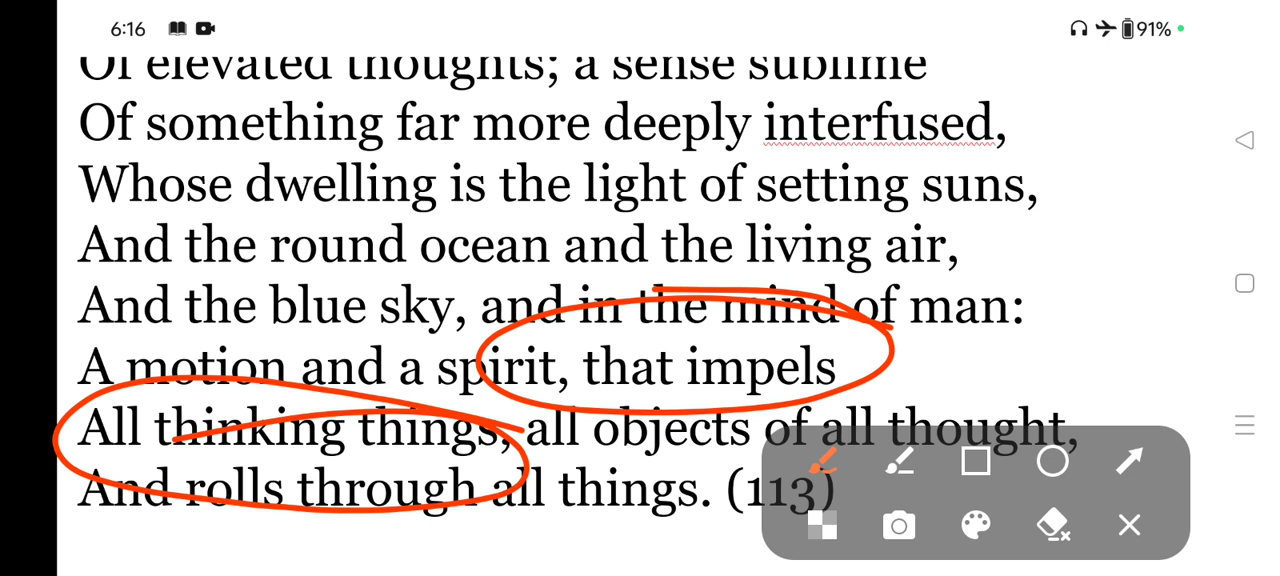 6:16 91%
Of elevated thoughts; a sense sublime
Of something far more deeply interfused,
Whose dwelling is the light of setting suns,
And the round ocean and the living air,
And the blue sky, and in the mind of man:
A motion and a spirit, that impels
All thinking things, all objects of all thought,
And rolls through all things. (113)